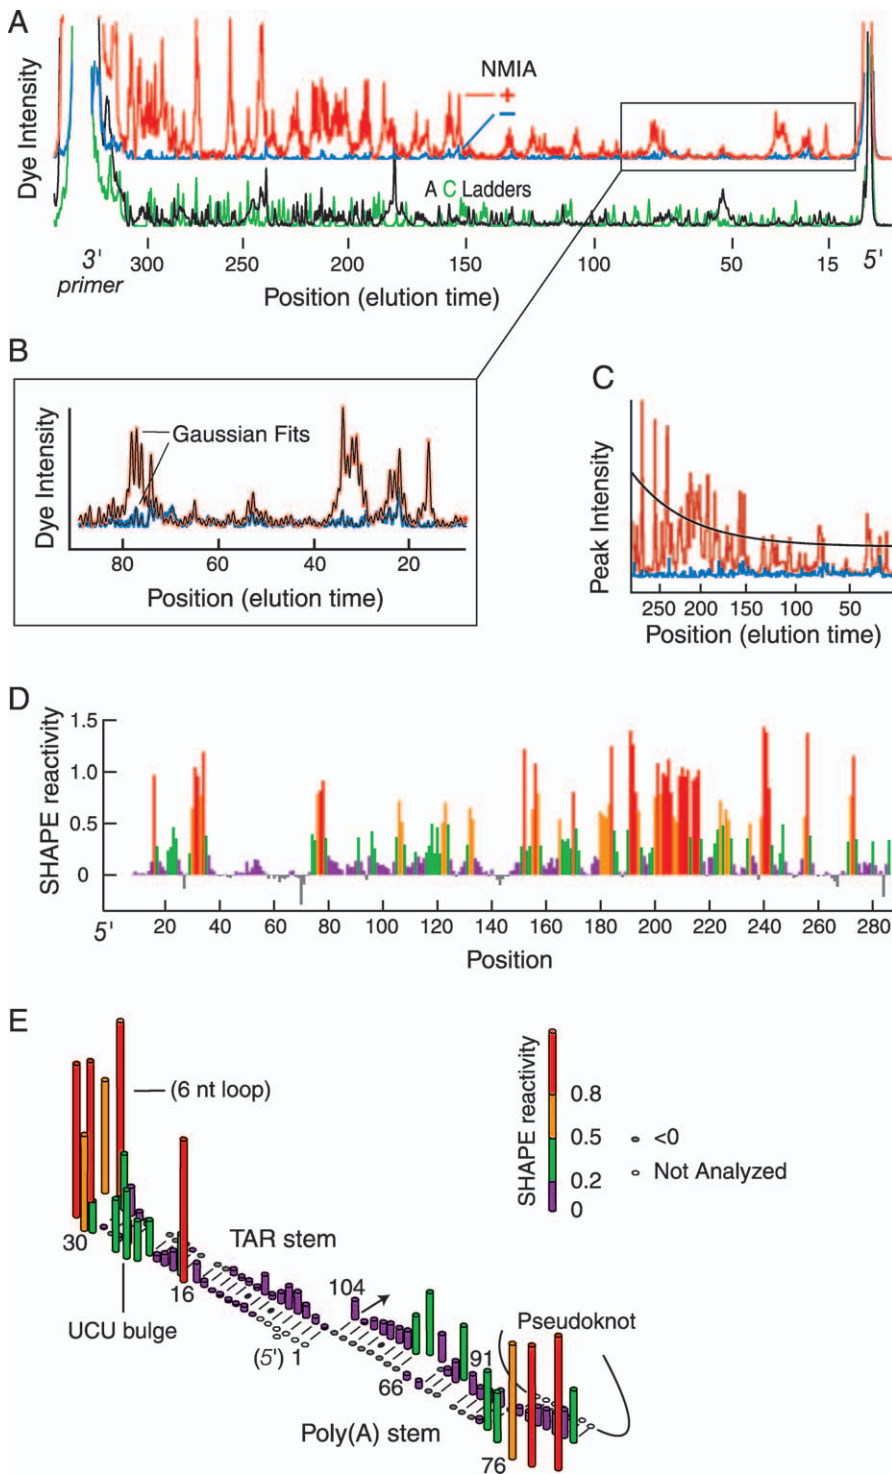 A
Dye Intensity
NMIA
+
−
A C Ladders
3'
primer
300
250
200
150
100
50
15
5'
Position (elution time)
B
Dye Intensity
Gaussian Fits
80
60
40
20
Position (elution time)
C
Peak Intensity
250
200
150
100
50
Position (elution time)
D
SHAPE reactivity
1.5
1.0
0.5
0
5'
20
40
60
80
100
120
140
160
180
200
220
240
260
280
Position
E
(6 nt loop)
30
UCU bulge
16
TAR stem
(5') 1
104
66
Poly(A) stem
91
76
Pseudoknot
SHAPE reactivity
0.8
0.5
0.2
0
<0
Not Analyzed